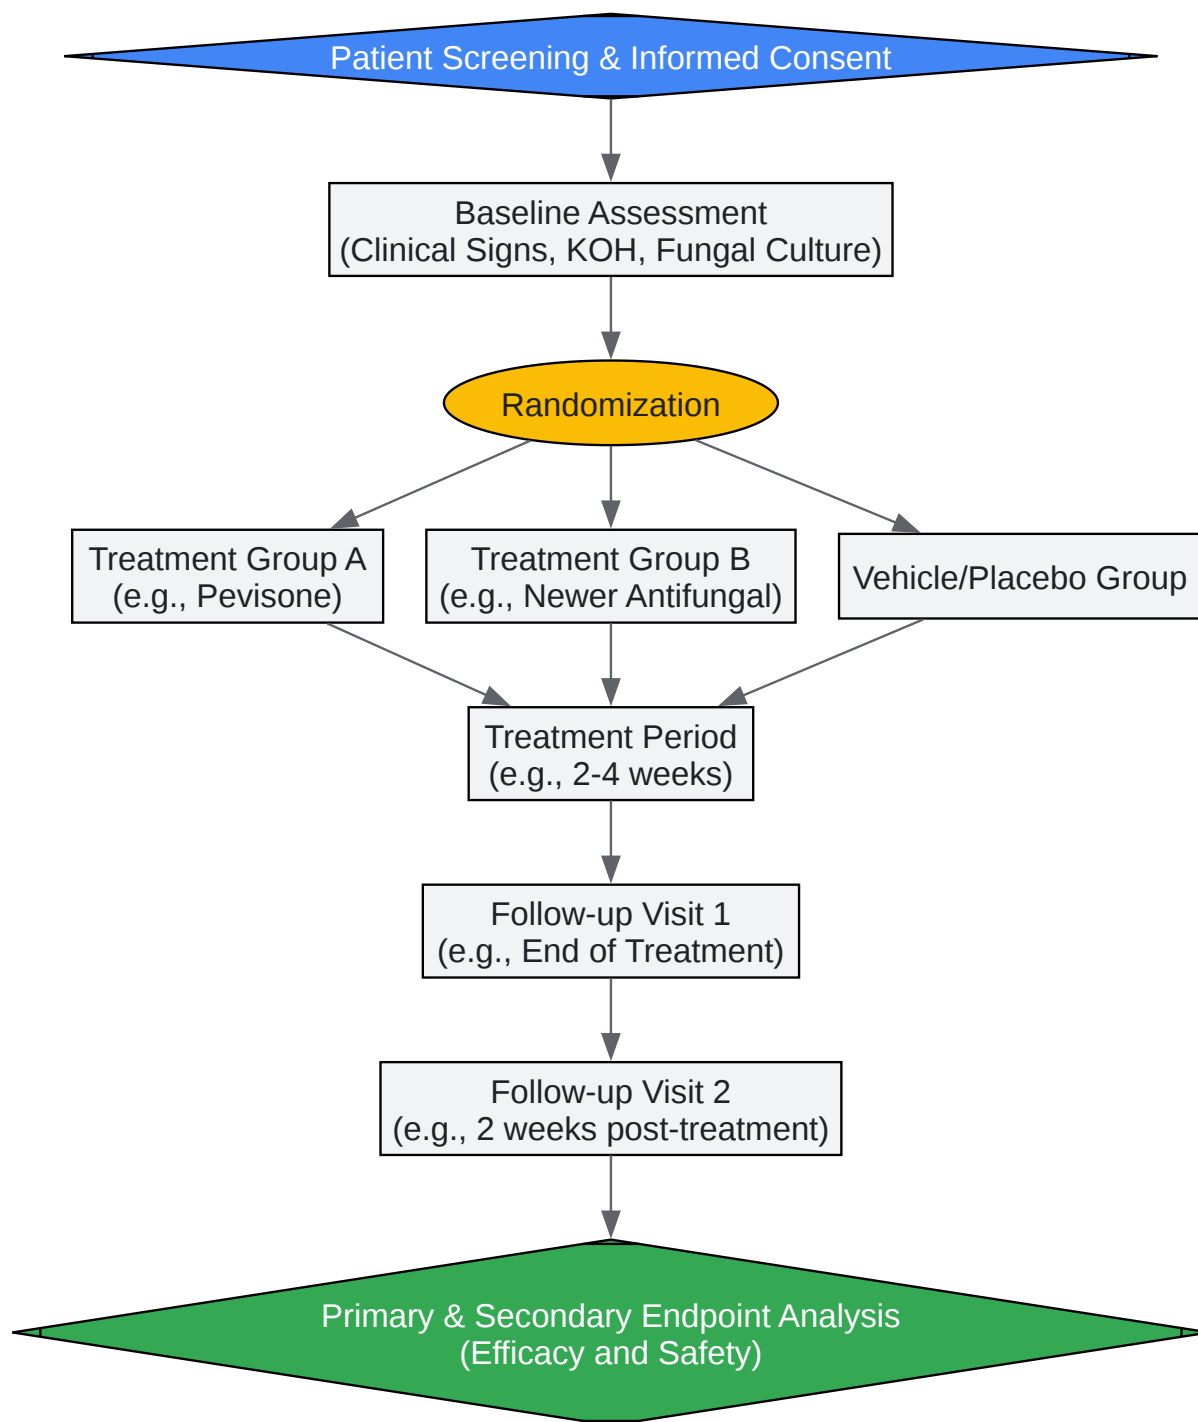 Patient Screening & Informed Consent
Baseline Assessment
(Clinical Signs, KOH, Fungal Culture)
Randomization
Treatment Group A
(e.g., Pevisone)
Treatment Group B
(e.g., Newer Antifungal)
Vehicle/Placebo Group
Treatment Period
(e.g., 2-4 weeks)
Follow-up Visit 1
(e.g., End of Treatment)
Follow-up Visit 2
(e.g., 2 weeks post-treatment)
Primary & Secondary Endpoint Analysis
(Efficacy and Safety)